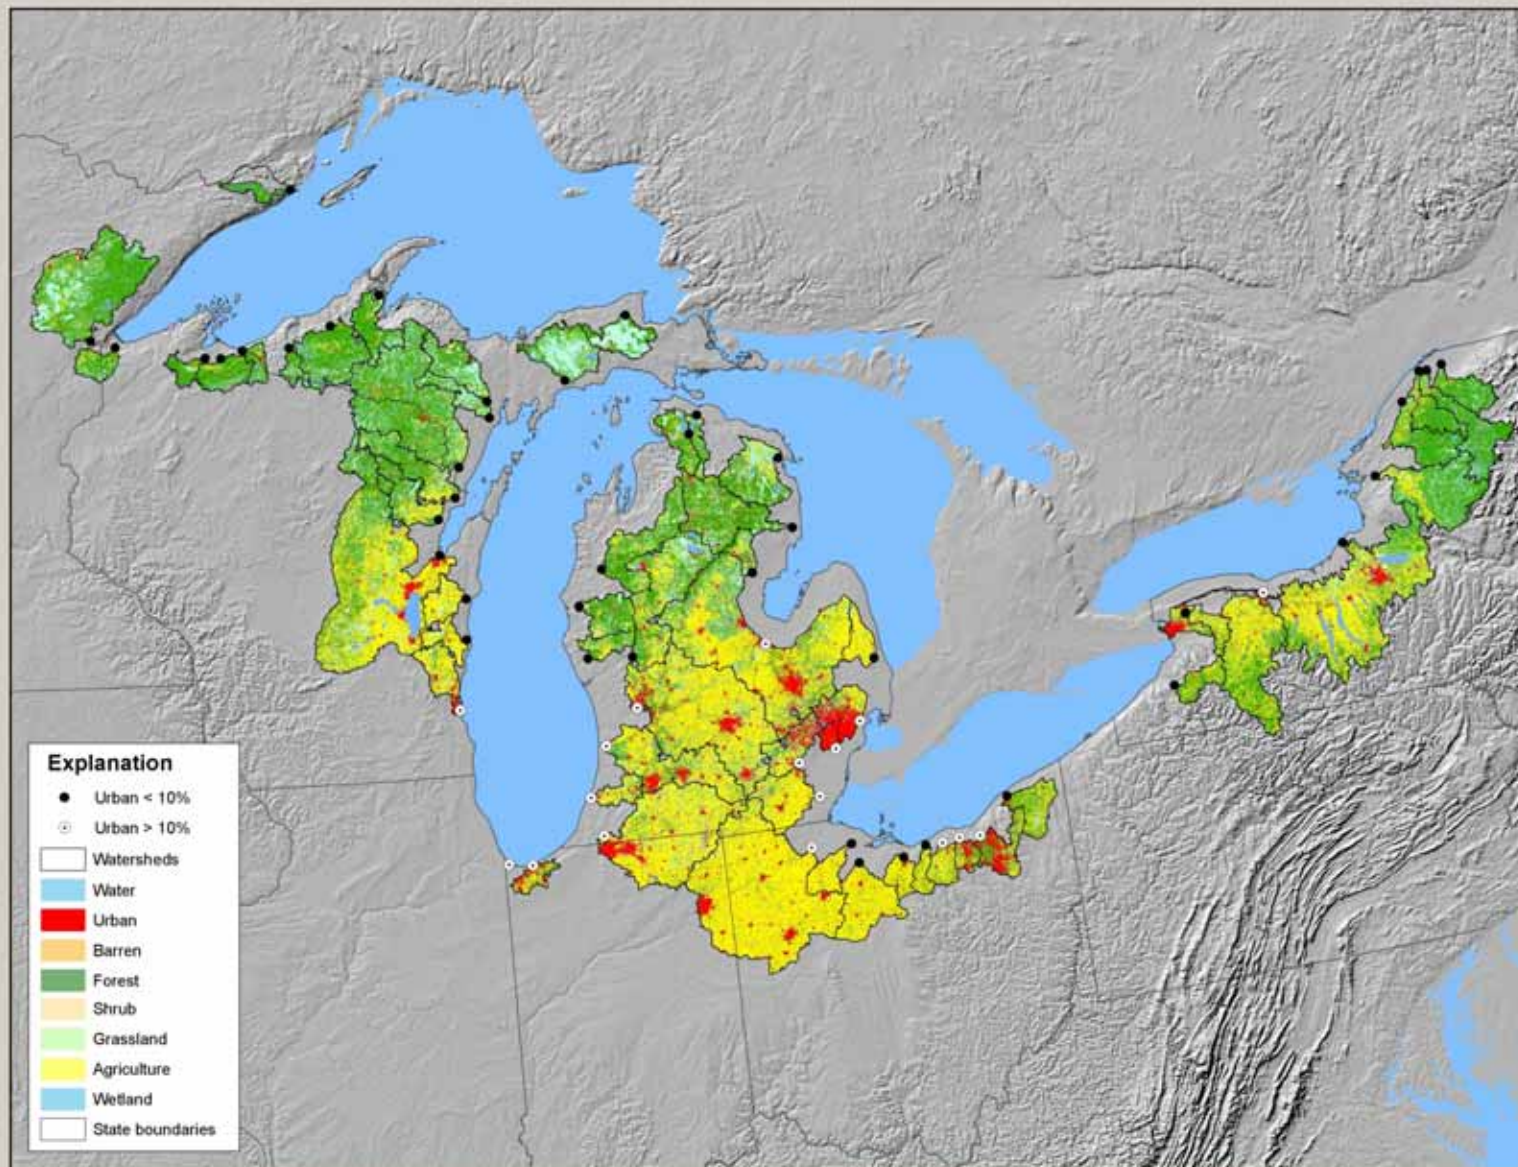 Explanation
Urban < 10%
Urban > 10%
Watersheds
Water
Urban
Barren
Forest
Shrub
Grassland
Agriculture
Wetland
State boundaries